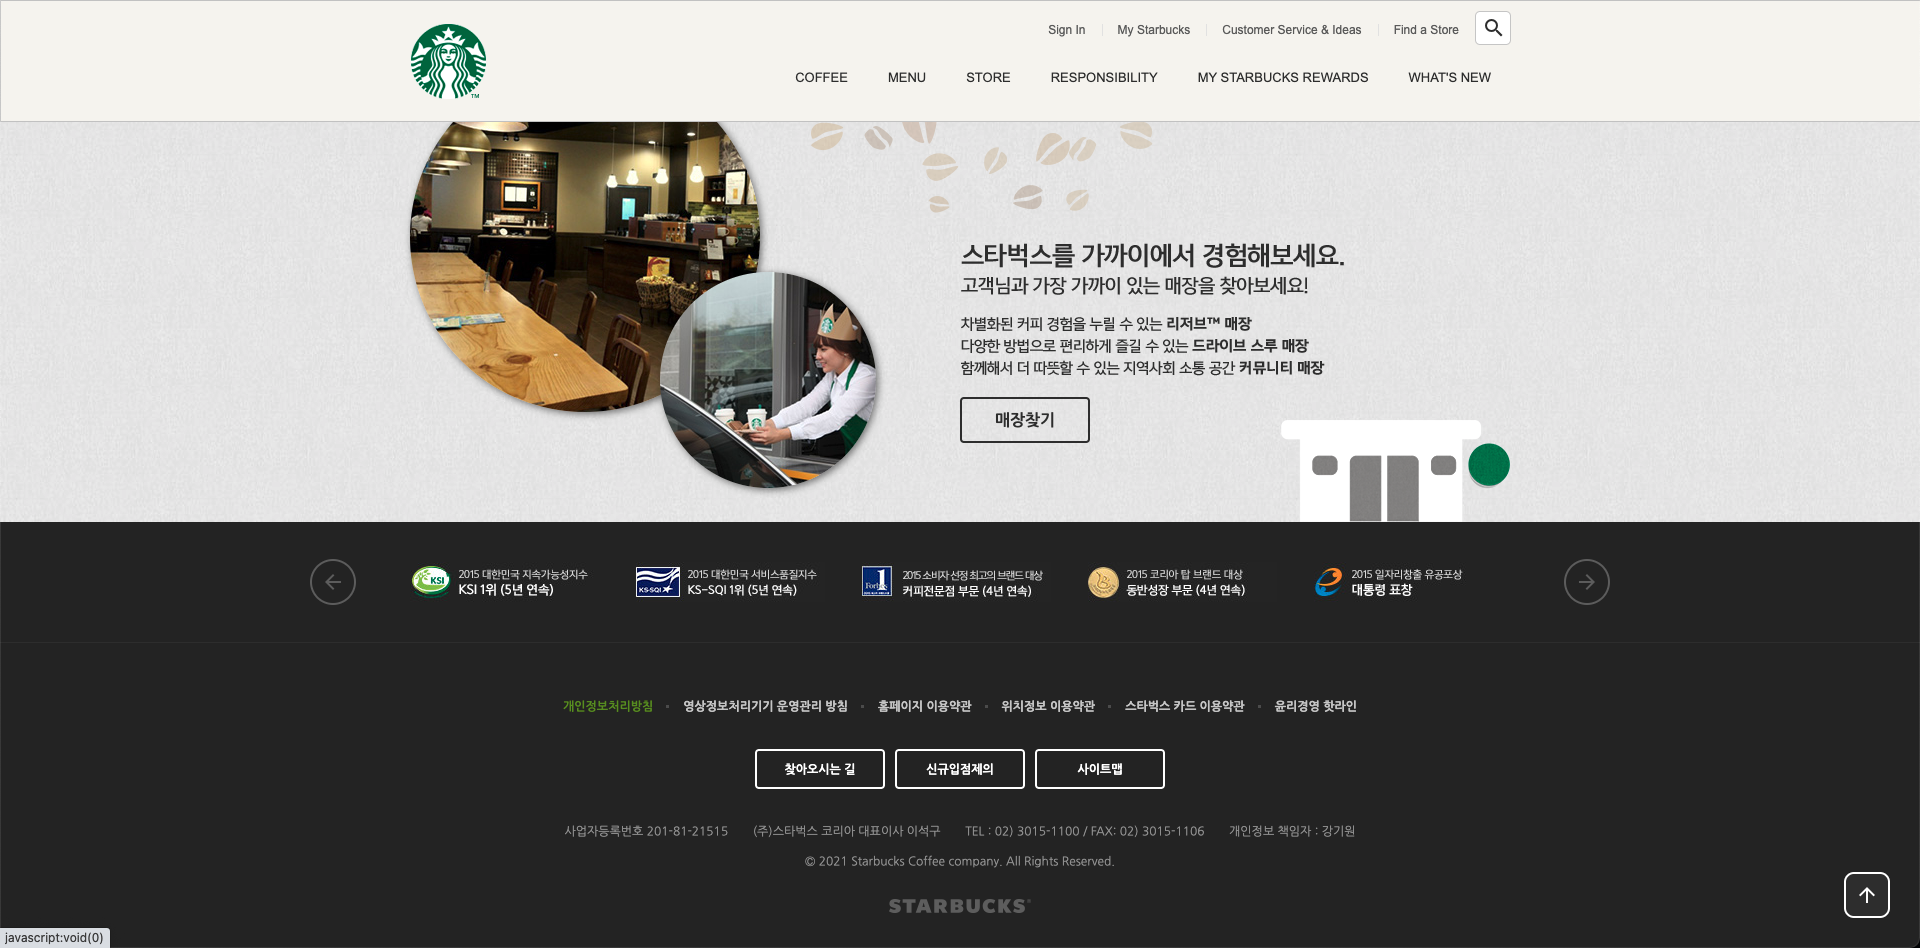 Sign In
My Starbucks
Customer Service & Ideas
Find a Store
COFFEE
MENU
STORE
RESPONSIBILITY
MY STARBUCKS REWARDS
WHAT'S NEW
스타벅스를 가까이에서 경험해보세요.
고객님과 가장 가까이 있는 매장을 찾아보세요!
차별화된 커피 경험을 누릴 수 있는 리저브™ 매장
다양한 방법으로 편리하게 즐길 수 있는 드라이브 스루 매장
함께해서 더 따뜻할 수 있는 지역사회 소통 공간 커뮤니티 매장
매장찾기
KSI
2015 대한민국 지속가능성지수
KSI 1위 (5년 연속)
KS-SQI
2015 대한민국 서비스품질지수
KS-SQI 1위 (5년 연속)
Forbes
1
2015 소비자 선정 최고의 브랜드 대상
커피전문점 부문 (4년 연속)
2015 코리아 탑 브랜드 대상
동반성장 부문 (4년 연속)
2015 일자리창출 유공포상
대통령 표창
개인정보처리방침 • 영상정보처리기기 운영관리 방침 • 홈페이지 이용약관 • 위치정보 이용약관 • 스타벅스 카드 이용약관 • 윤리경영 핫라인
찾아오시는 길
신규입점제의
사이트맵
사업자등록번호 201-81-21515 (주)스타벅스 코리아 대표이사 이석구 TEL : 02) 3015-1100 / FAX: 02) 3015-1106 개인정보 책임자 : 강기원
© 2021 Starbucks Coffee company. All Rights Reserved.
STARBUCKS®
javascript:void(0)